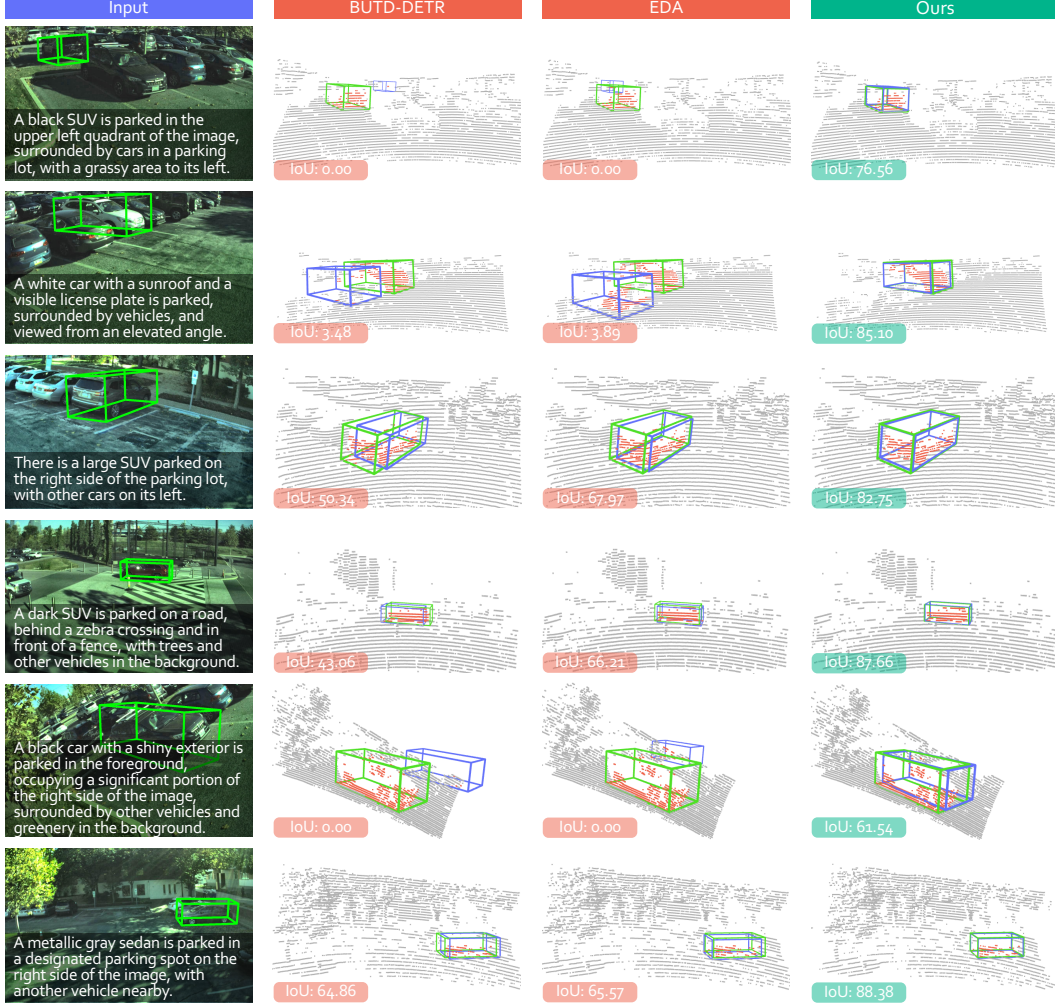 Input
BUTD-DETR
EDA
Ours
A black SUV is parked in the
upper left quadrant of the image,
surrounded by cars in a parking
lot, with a grassy area to its left.
IoU: 0.00
IoU: 0.00
IoU: 76.56
A white car with a sunroof and a
visible license plate is parked,
surrounded by vehicles, and
viewed from an elevated angle.
IoU: 3.48
IoU: 3.89
IoU: 85.10
There is a large SUV parked on
the right side of the parking lot,
with other cars on its left.
IoU: 50.34
IoU: 67.97
IoU: 82.75
A dark SUV is parked on a road,
behind a zebra crossing and in
front of a fence, with trees and
other vehicles in the background.
IoU: 43.06
IoU: 66.21
IoU: 87.66
A black car with a shiny exterior is
parked in the foreground,
occupying a significant portion of
the right side of the image,
surrounded by other vehicles and
greenery in the background.
IoU: 0.00
IoU: 0.00
IoU: 61.54
A metallic gray sedan is parked in
a designated parking spot on the
right side of the image, with
another vehicle nearby.
IoU: 64.86
IoU: 65.57
IoU: 88.38